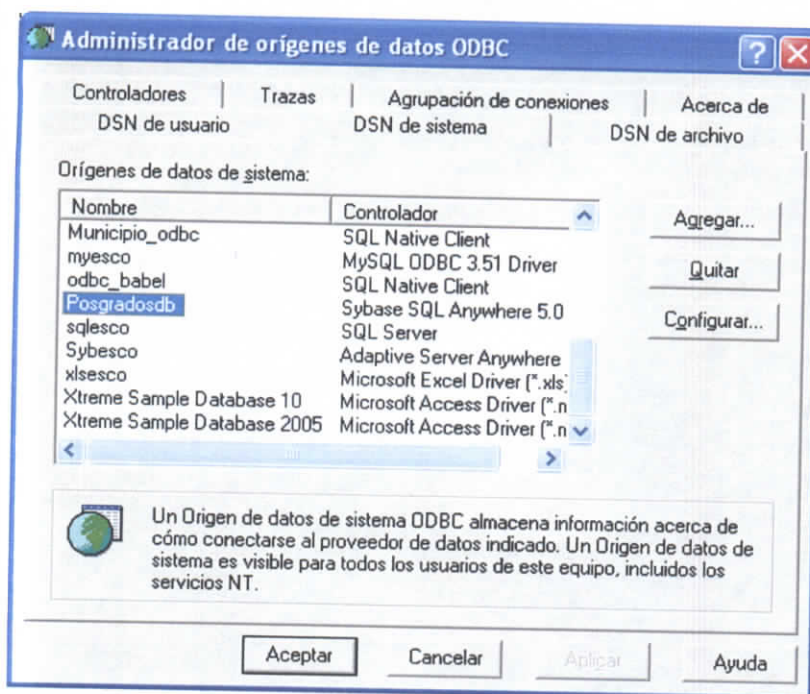 Administrador de orígenes de datos ODBC
Controladores Trazas Agrupación de conexiones Acerca de
DSN de usuario DSN de sistema DSN de archivo
Orígenes de datos de sistema:
Nombre Controlador
Municipio_odbc SQL Native Client
myesco MySQL ODBC 3.51 Driver
odbc_babel SQL Native Client
Posgradosdb Sybase SQL Anywhere 5.0
sqlesco SQL Server
Sybesco Adaptive Server Anywhere
xlsesco Microsoft Excel Driver (*.xls)
Xtreme Sample Database 10 Microsoft Access Driver (*.n
Xtreme Sample Database 2005 Microsoft Access Driver (*.n
Agregar...
Quitar
Configurar...
Un Origen de datos de sistema ODBC almacena información acerca de
cómo conectarse al proveedor de datos indicado. Un Origen de datos de
sistema es visible para todos los usuarios de este equipo, incluidos los
servicios NT.
Aceptar Cancelar Aplicar Ayuda